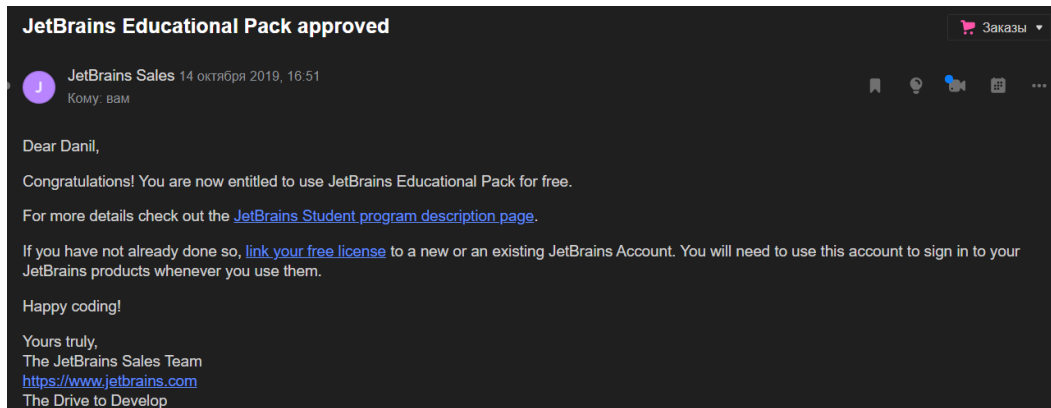 JetBrains Educational Pack approved
Заказы
J
JetBrains Sales 14 октября 2019, 16:51
Кому: вам
Dear Danil,
Congratulations! You are now entitled to use JetBrains Educational Pack for free.
For more details check out the JetBrains Student program description page.
If you have not already done so, link your free license to a new or an existing JetBrains Account. You will need to use this account to sign in to your
JetBrains products whenever you use them.
Happy coding!
Yours truly,
The JetBrains Sales Team
https://www.jetbrains.com
The Drive to Develop